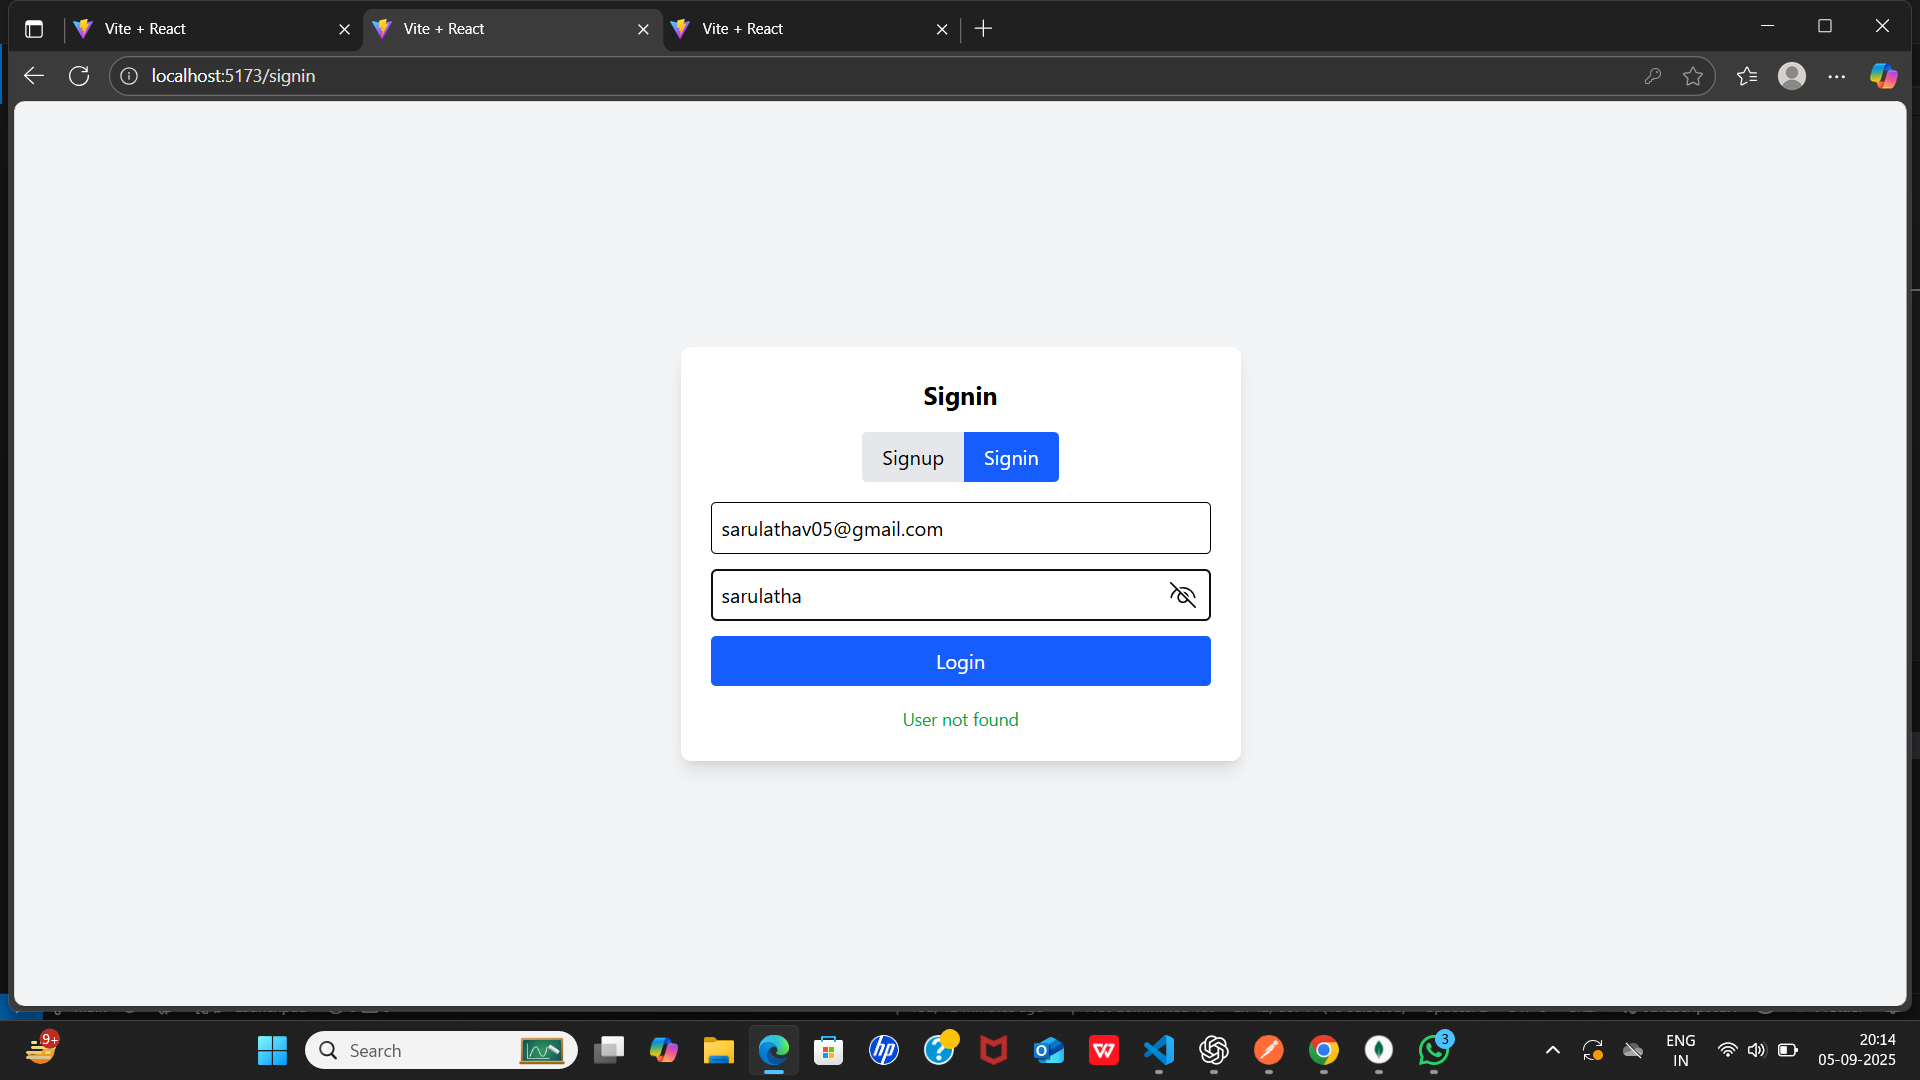 Vite + React
Vite + React
Vite + React
localhost:5173/signin
Signin
Signup
Signin
sarulathav05@gmail.com
sarulatha
Login
User not found
9+
Search
hp
3
ENG
IN
20:14
05-09-2025